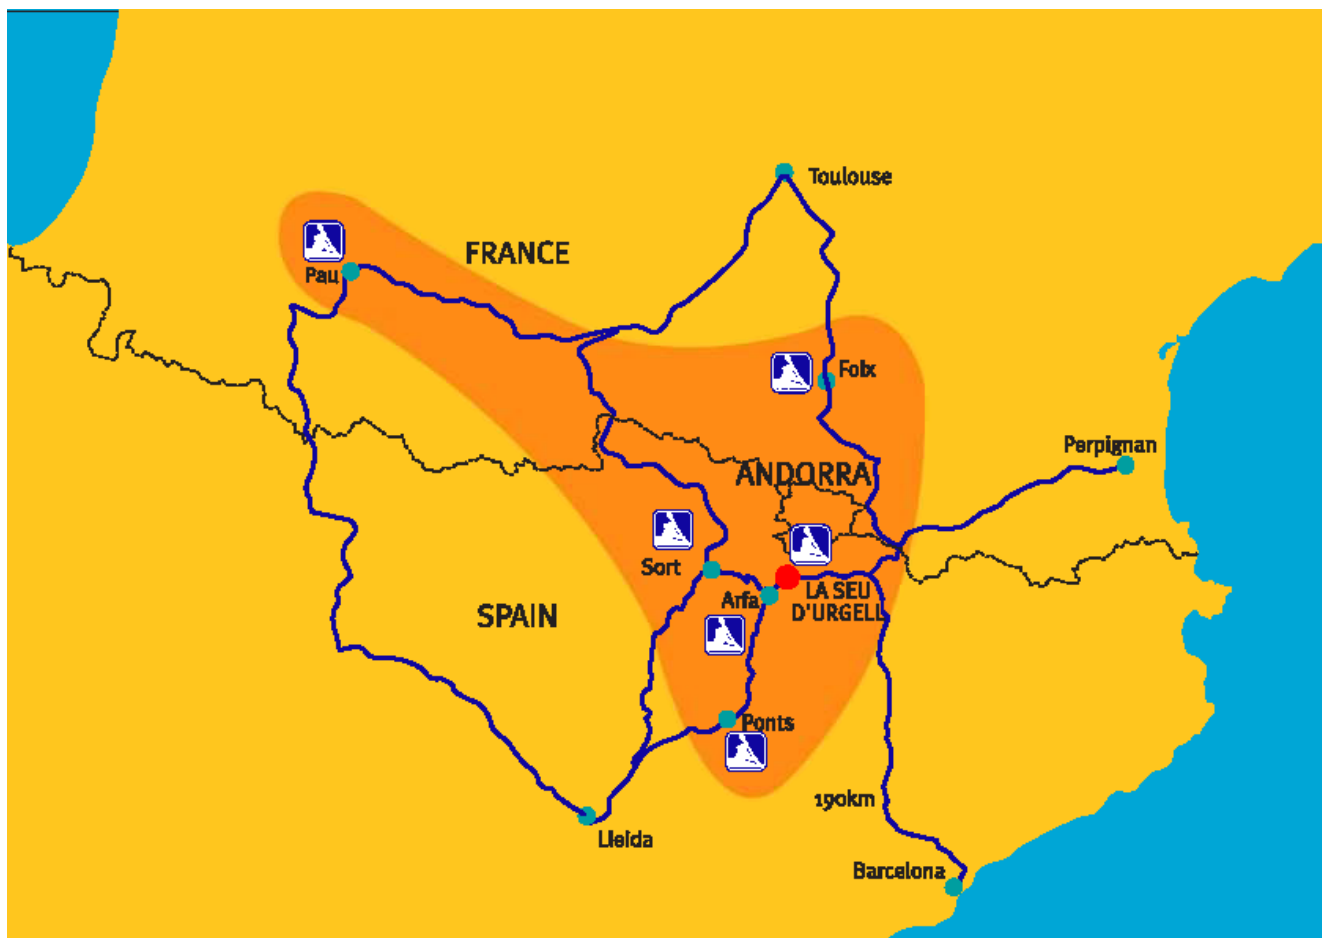 Toulouse
FRANCE
Pau
Foix
Perpignan
ANDORRA
Sort
Arfa
LA SEU
D'URGELL
SPAIN
Ponts
190km
Lleida
Barcelona